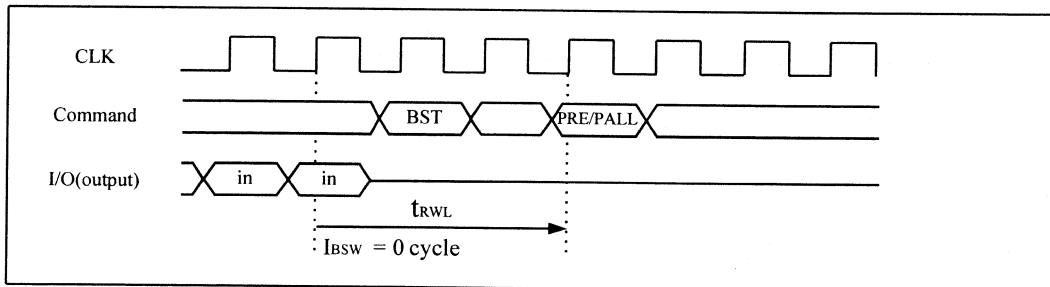 CLK
Command
BST
PRE/PALL
I/O(output)
in
in
tRWL
IBSW = 0 cycle